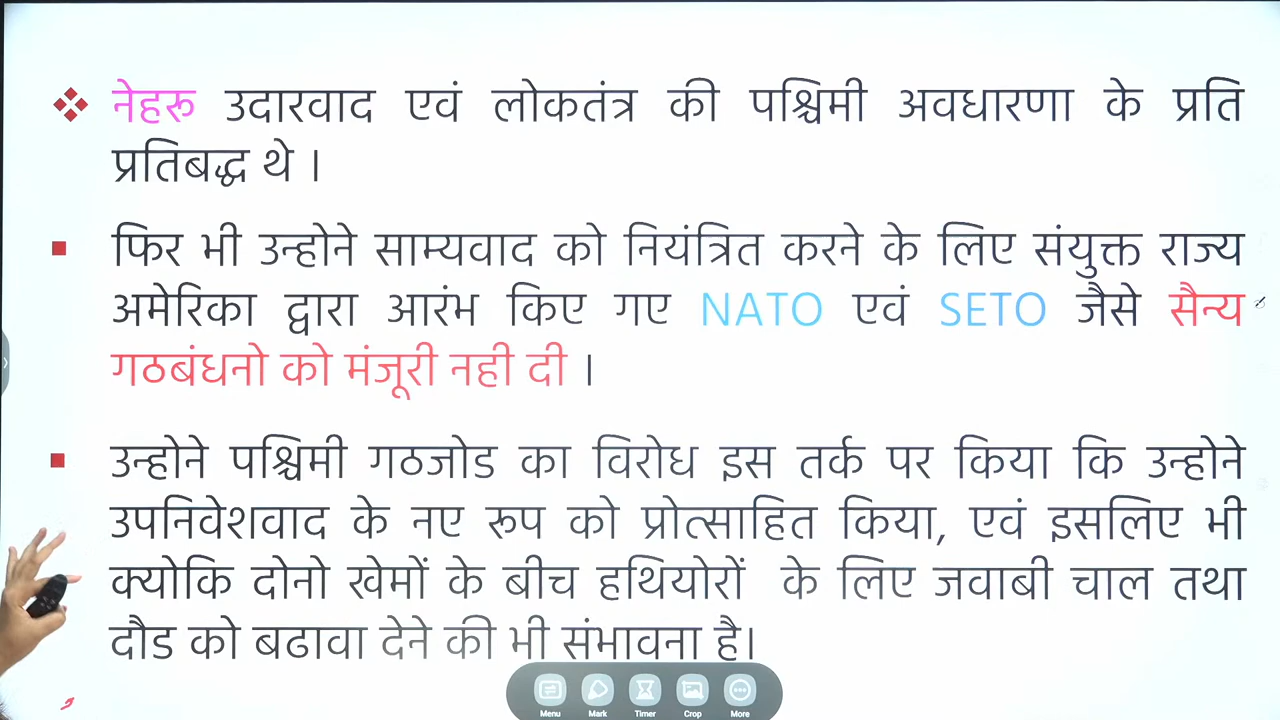 नेहरू उदारवाद एवं लोकतंत्र की पश्चिमी अवधारणा के प्रति
प्रतिबद्ध थे ।
फिर भी उन्होने साम्यवाद को नियंत्रित करने के लिए संयुक्त राज्य
अमेरिका द्वारा आरंभ किए गए NATO एवं SETO जैसे सैन्य
गठबंधनो को मंजूरी नही दी ।
उन्होने पश्चिमी गठजोड का विरोध इस तर्क पर किया कि उन्होने
उपनिवेशवाद के नए रूप को प्रोत्साहित किया, एवं इसलिए भी
क्योकि दोनो खेमों के बीच हथियोरों के लिए जवाबी चाल तथा
दौड को बढावा देने की भी संभावना है।
Menu Mark Timer Crop More